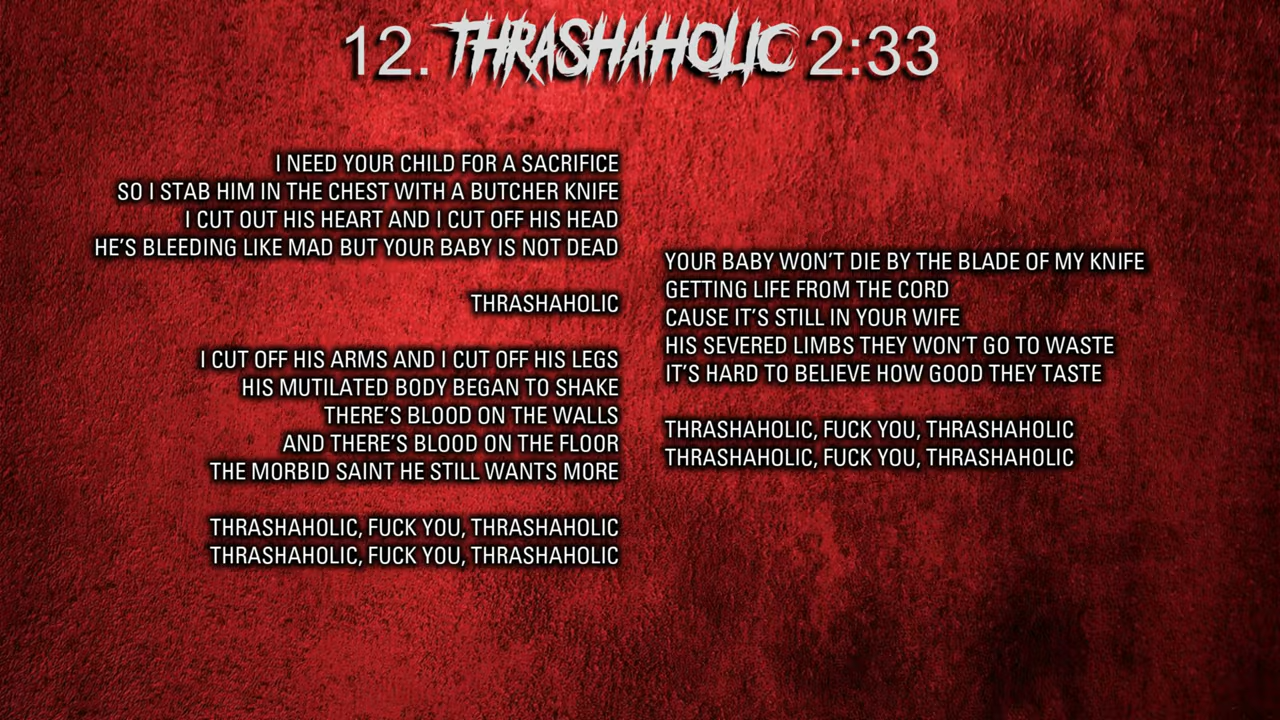 12. THRASHAHOLIC 2:33
I NEED YOUR CHILD FOR A SACRIFICE
SO I STAB HIM IN THE CHEST WITH A BUTCHER KNIFE
I CUT OUT HIS HEART AND I CUT OFF HIS HEAD
HE'S BLEEDING LIKE MAD BUT YOUR BABY IS NOT DEAD
THRASHAHOLIC
I CUT OFF HIS ARMS AND I CUT OFF HIS LEGS
HIS MUTILATED BODY BEGAN TO SHAKE
THERE'S BLOOD ON THE WALLS
AND THERE'S BLOOD ON THE FLOOR
THE MORBID SAINT HE STILL WANTS MORE
THRASHAHOLIC, FUCK YOU, THRASHAHOLIC
THRASHAHOLIC, FUCK YOU, THRASHAHOLIC
YOUR BABY WON'T DIE BY THE BLADE OF MY KNIFE
GETTING LIFE FROM THE CORD
CAUSE IT'S STILL IN YOUR WIFE
HIS SEVERED LIMBS THEY WON'T GO TO WASTE
IT'S HARD TO BELIEVE HOW GOOD THEY TASTE
THRASHAHOLIC, FUCK YOU, THRASHAHOLIC
THRASHAHOLIC, FUCK YOU, THRASHAHOLIC